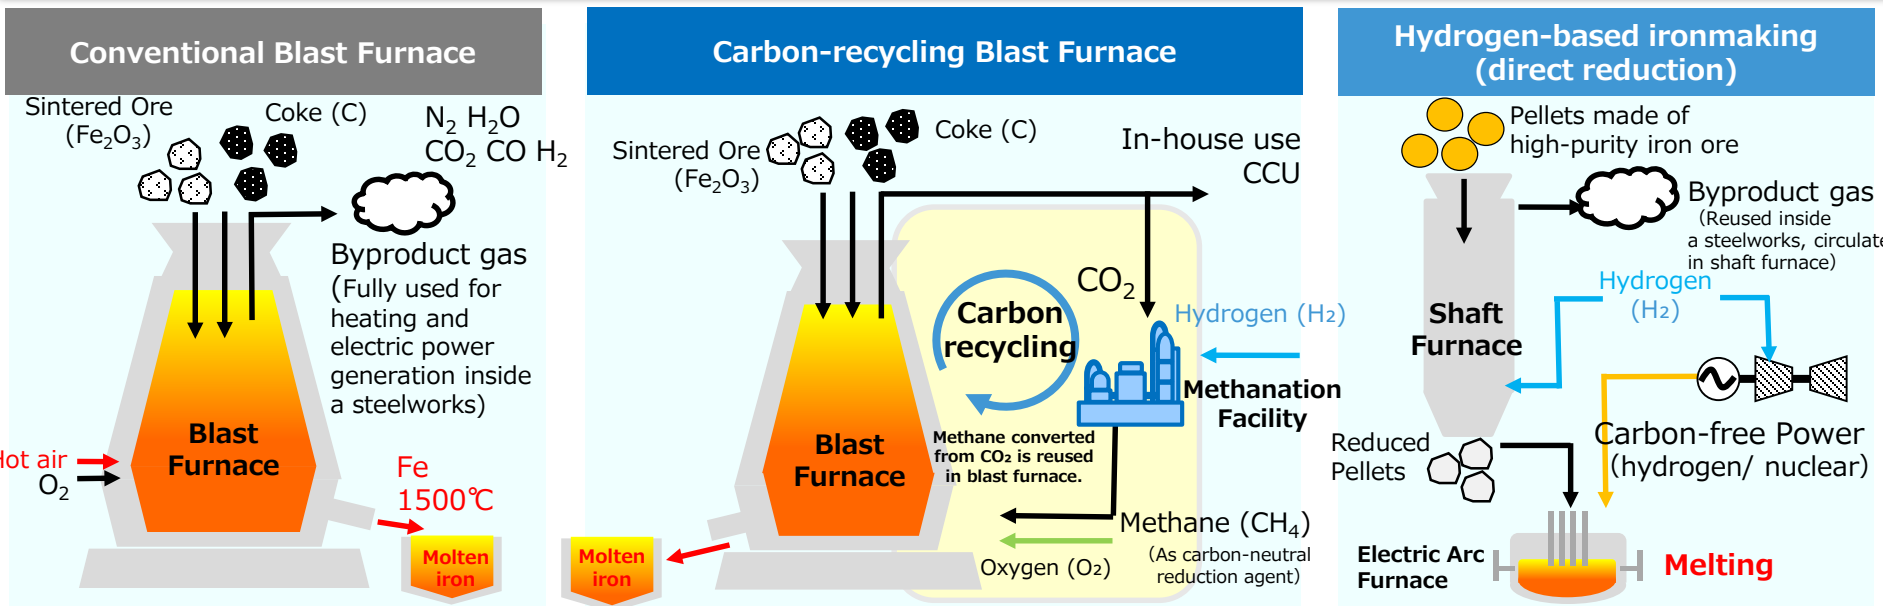 Conventional Blast Furnace
Sintered Ore
(Fe₂O₃)
Coke (C)
N₂ H₂O
CO₂ CO H₂
Byproduct gas
(Fully used for
heating and
electric power
generation inside
a steelworks)
Blast
Furnace
Hot air
O₂
Fe
1500℃
Molten
iron
Carbon-recycling Blast Furnace
Sintered Ore
(Fe₂O₃)
Coke (C)
In-house use
CCU
CO₂
Carbon
recycling
Hydrogen (H₂)
Methanation
Facility
Methane converted
from CO₂ is reused
in blast furnace.
Blast
Furnace
Molten
iron
Methane (CH₄)
(As carbon-neutral
reduction agent)
Oxygen (O₂)
Hydrogen-based ironmaking
(direct reduction)
Pellets made of
high-purity iron ore
Byproduct gas
(Reused inside
a steelworks, circulate
in shaft furnace)
Hydrogen
(H₂)
Shaft
Furnace
Reduced
Pellets
Carbon-free Power
(hydrogen/ nuclear)
Electric Arc
Furnace
Melting